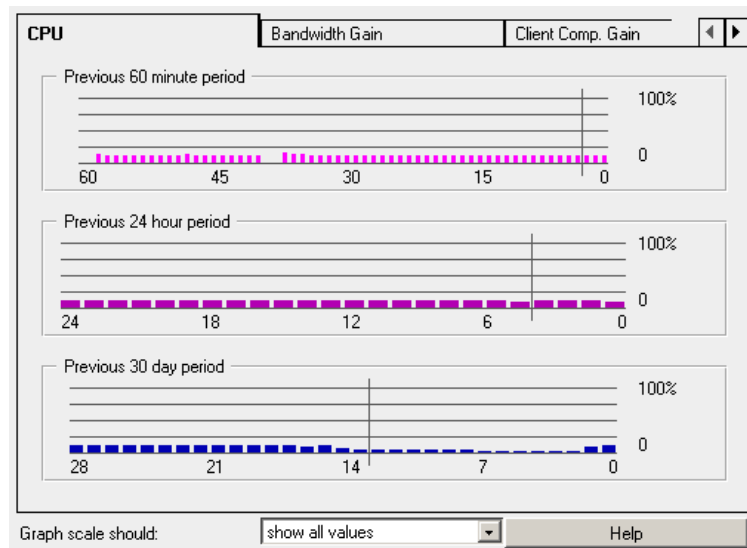 CPU Bandwidth Gain Client Comp. Gain
Previous 60 minute period
100%
0
60 45 30 15 0
Previous 24 hour period
100%
0
24 18 12 6 0
Previous 30 day period
100%
0
28 21 14 7 0
Graph scale should: show all values Help